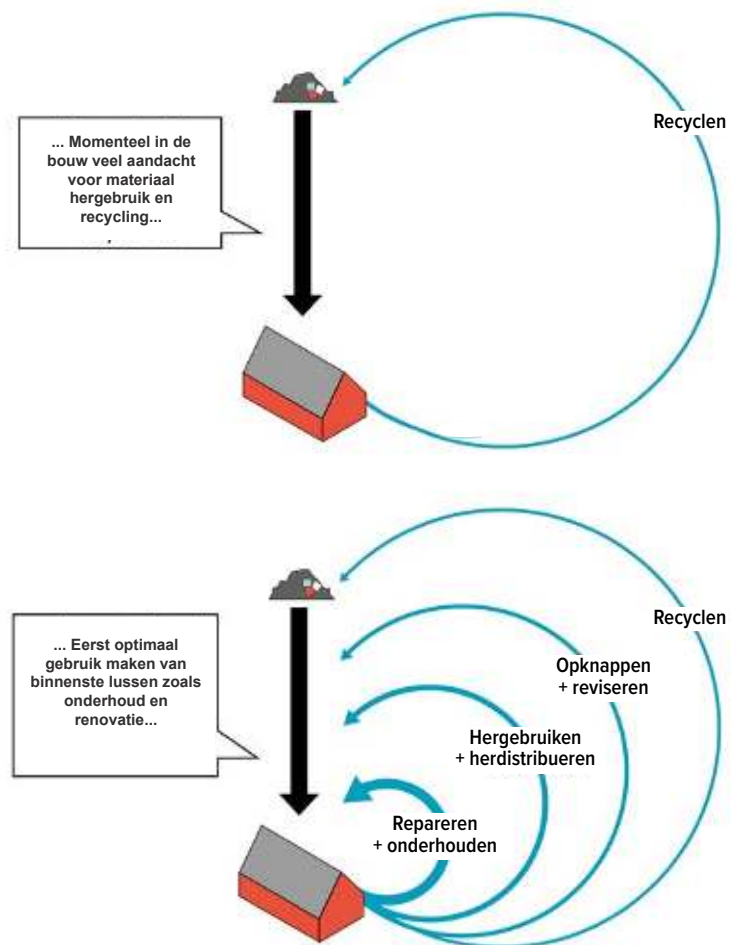 Recyclen
... Momenteel in de
bouw veel aandacht
voor materiaal
hergebruik en
recycling...
.
Recyclen
... Eerst optimaal
gebruik maken van
binnenste lussen zoals
onderhoud en
renovatie...
Opknappen
+ reviseren
Hergebruiken
+ herdistribueren
Repareren
+ onderhouden